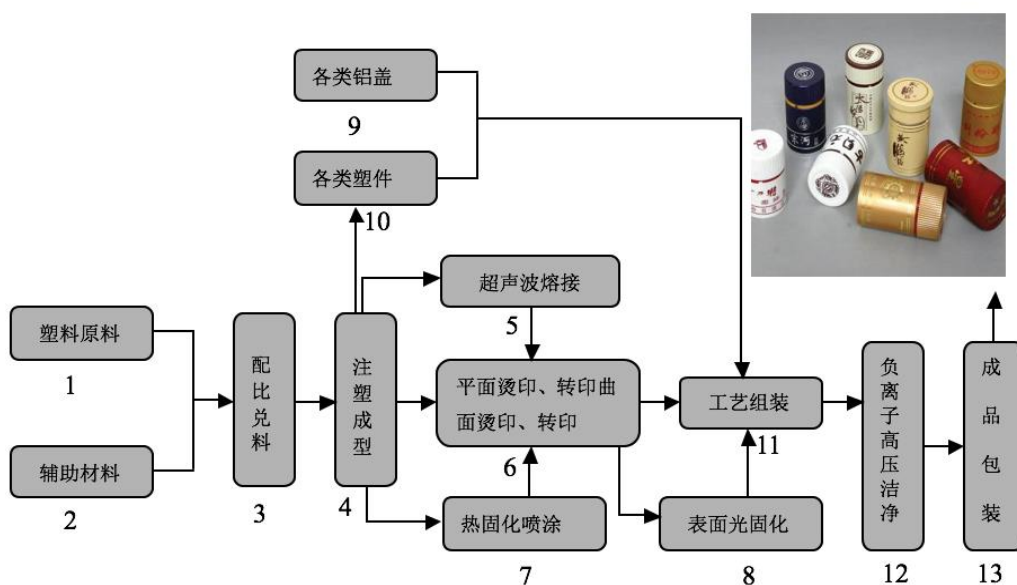 各类铝盖
9
各类塑件
10
超声波熔接
5
塑料原料
1
辅助材料
2
配比兑料
3
注塑成型
4
平面烫印、转印曲
面烫印、转印
6
热固化喷涂
7
表面光固化
8
工艺组装
11
负离子高压洁净
12
成品包装
13